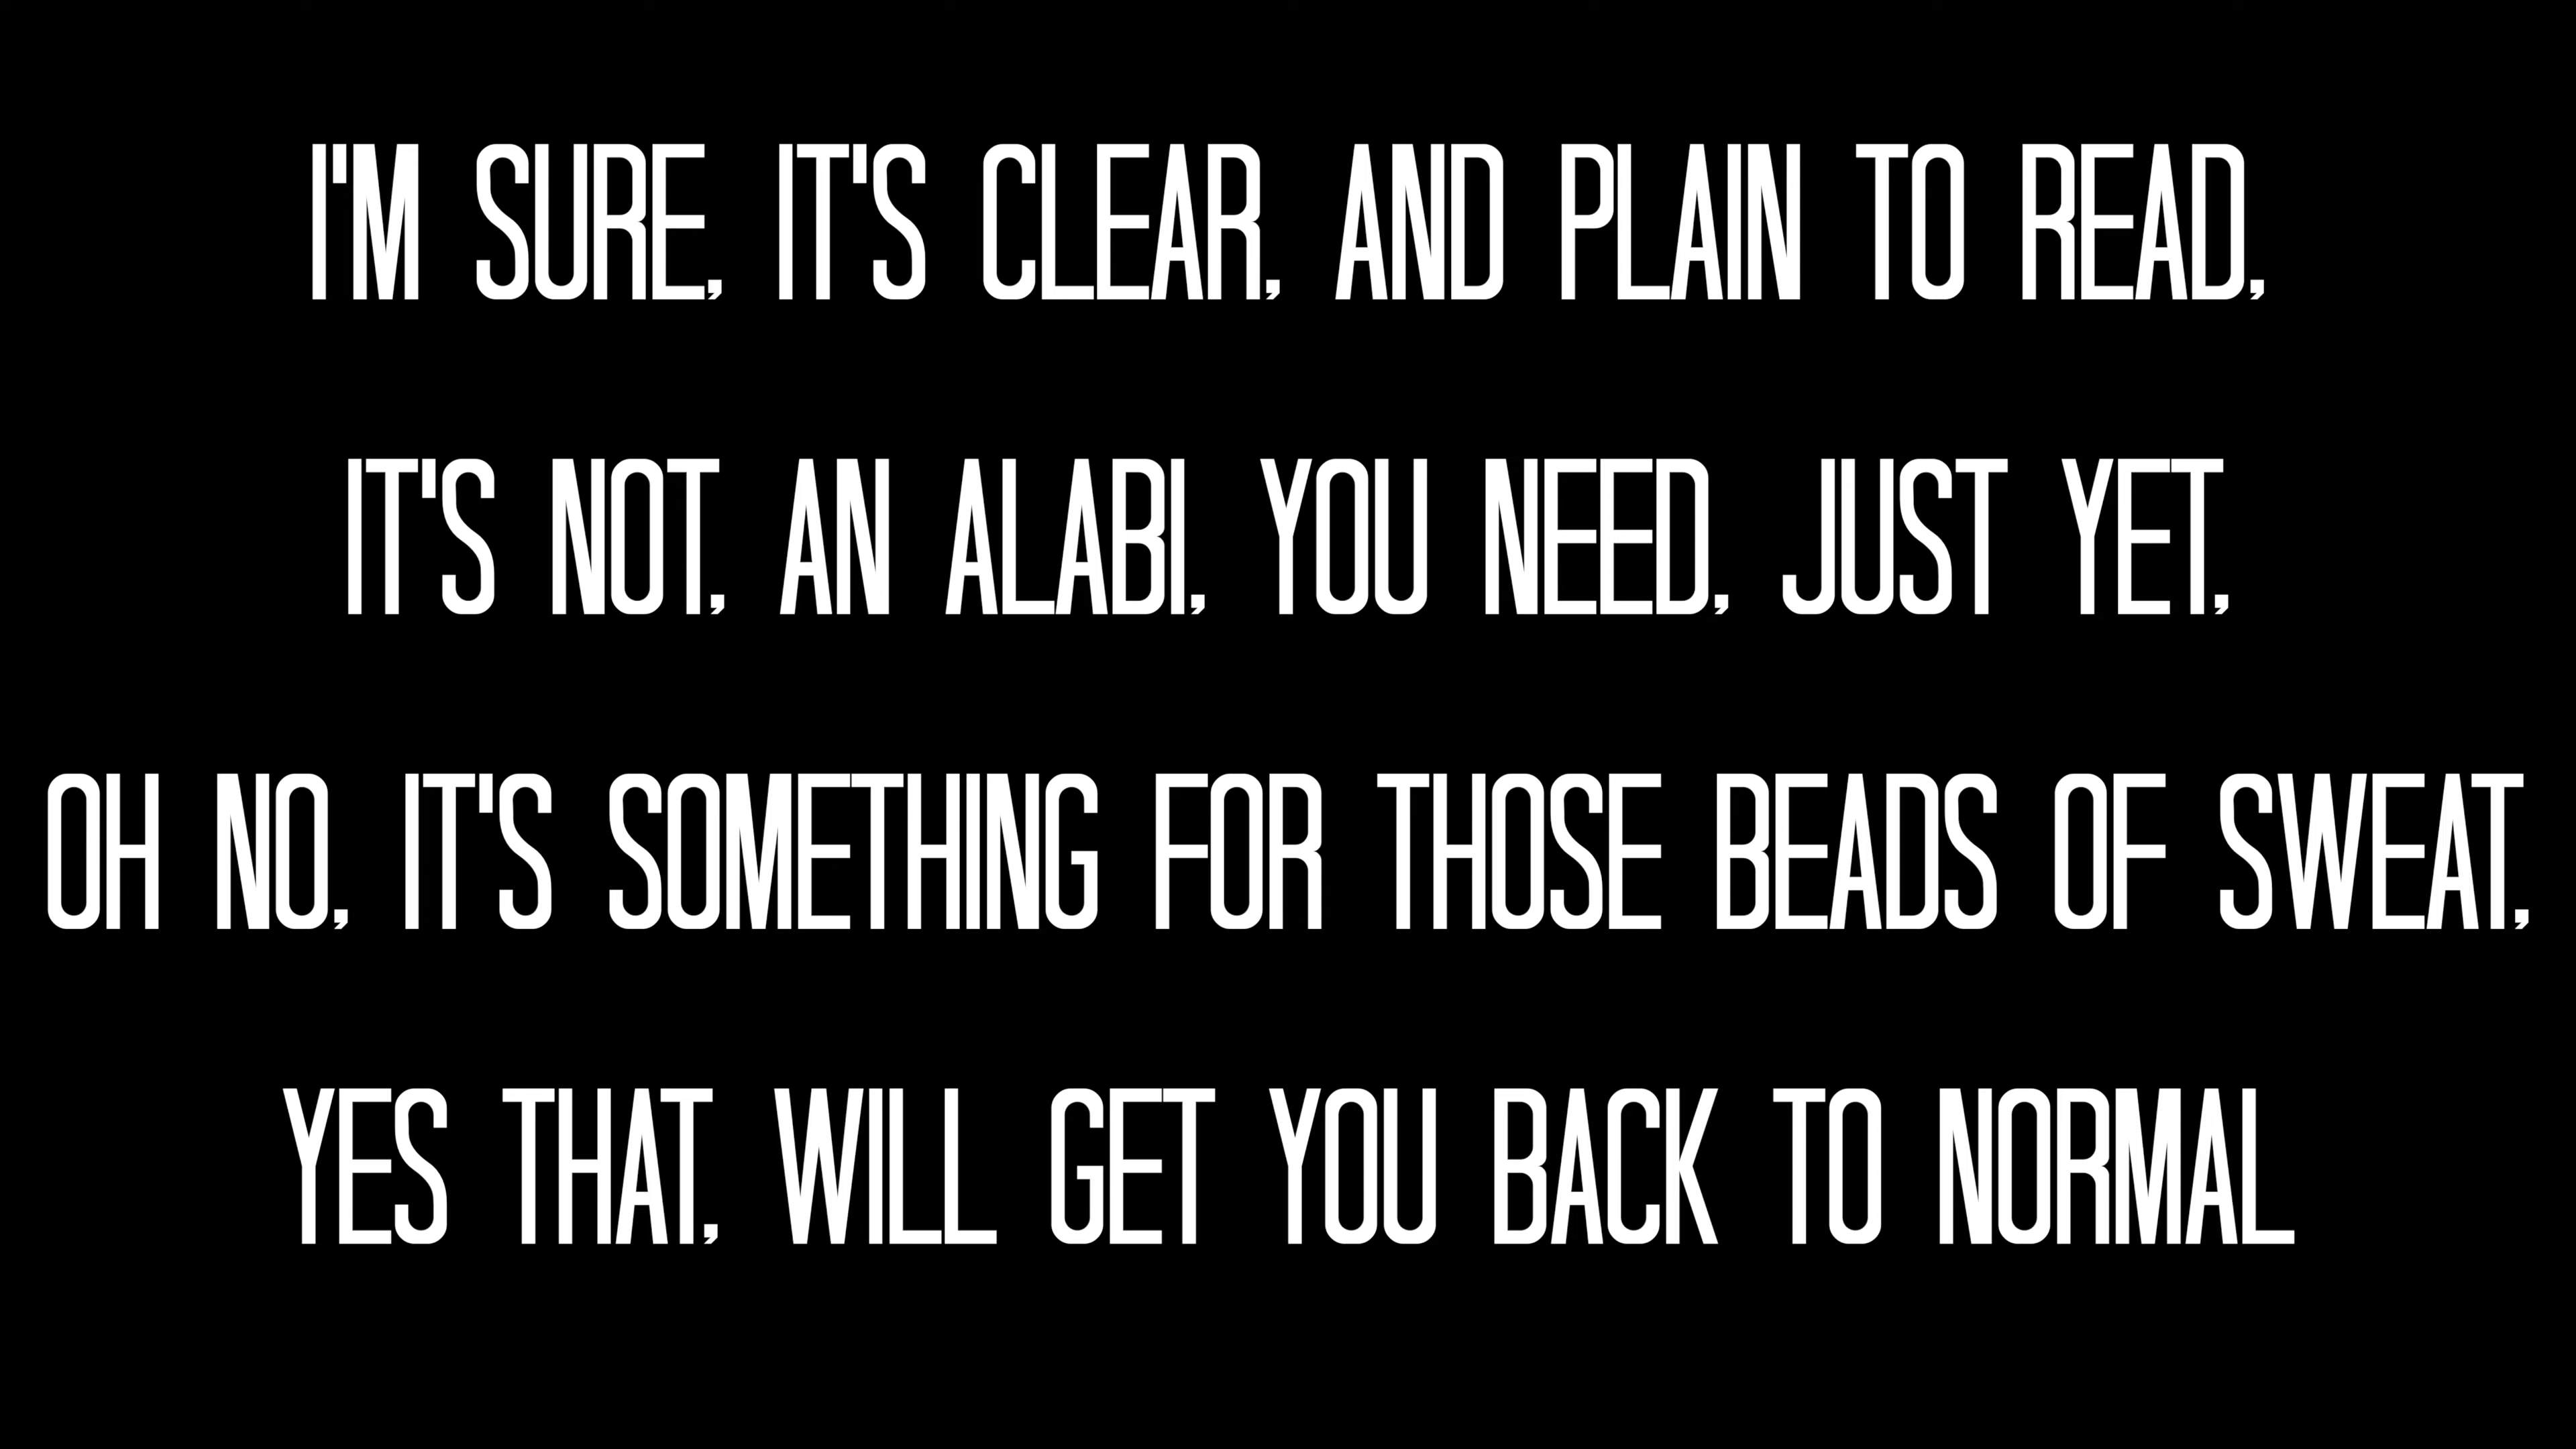 I'M SURE, IT'S CLEAR, AND PLAIN TO READ,
IT'S NOT, AN ALABI, YOU NEED, JUST YET,
OH NO, IT'S SOMETHING FOR THOSE BEADS OF SWEAT,
YES THAT, WILL GET YOU BACK TO NORMAL